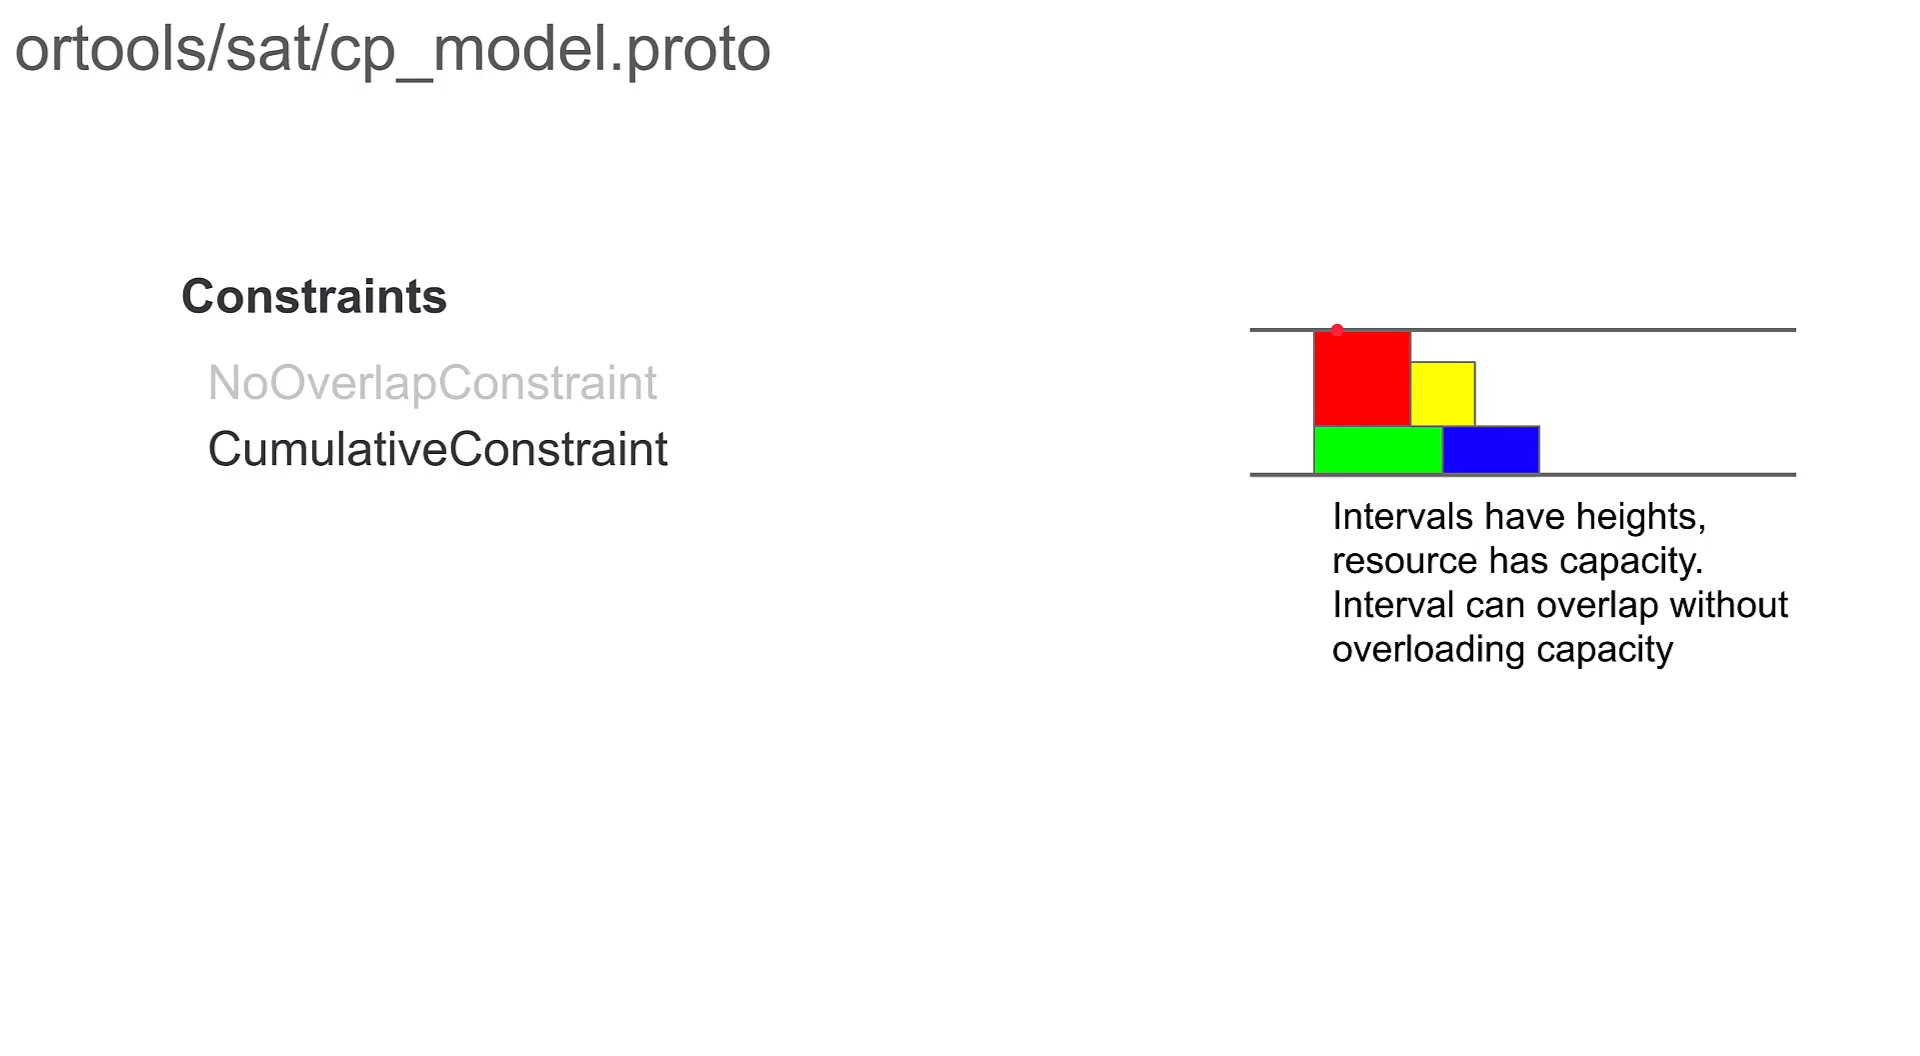 ortools/sat/cp_model.proto
Constraints
NoOverlapConstraint
CumulativeConstraint
Intervals have heights,
resource has capacity.
Interval can overlap without
overloading capacity